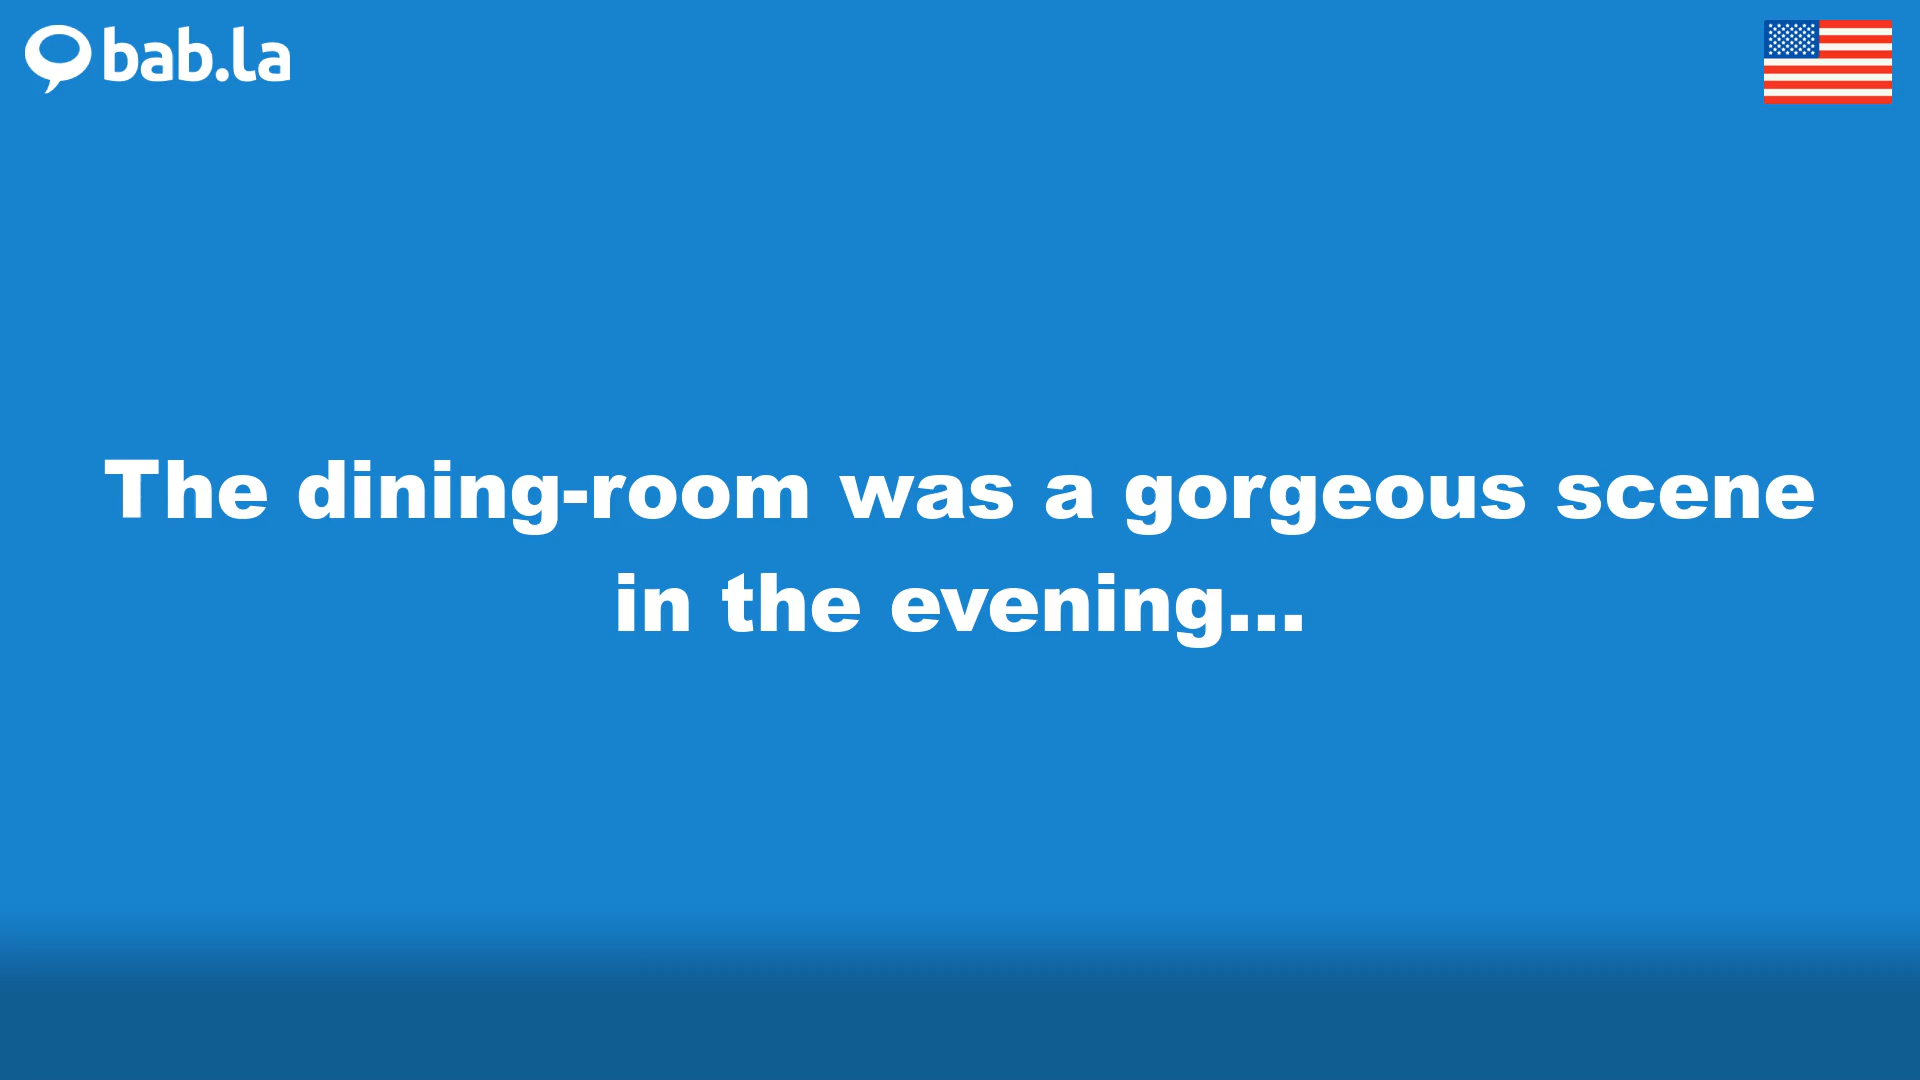 bab.la
The dining-room was a gorgeous scene
in the evening...